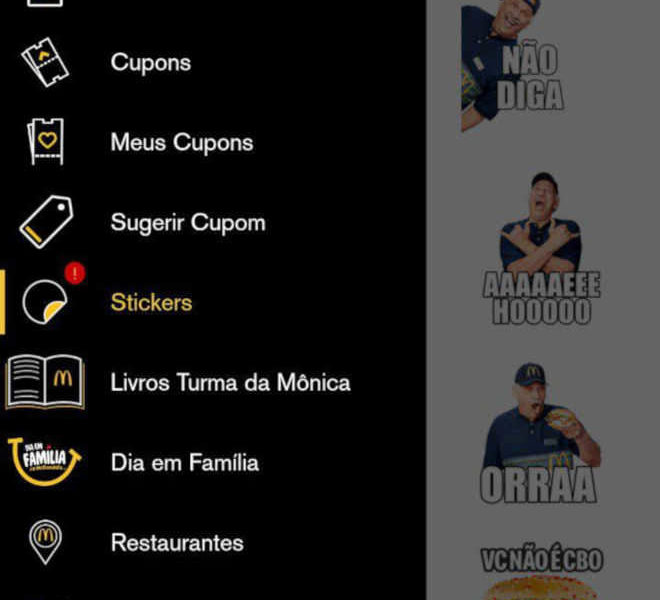 Cupons
Meus Cupons
Sugerir Cupom
!
Stickers
Livros Turma da Mônica
DIA EM
FAMÍLIA
Dia em Família
Restaurantes
NÃO
DIGA
AAAAAEEE
HOOOOO
ORRAA
VC NÃO É CBO